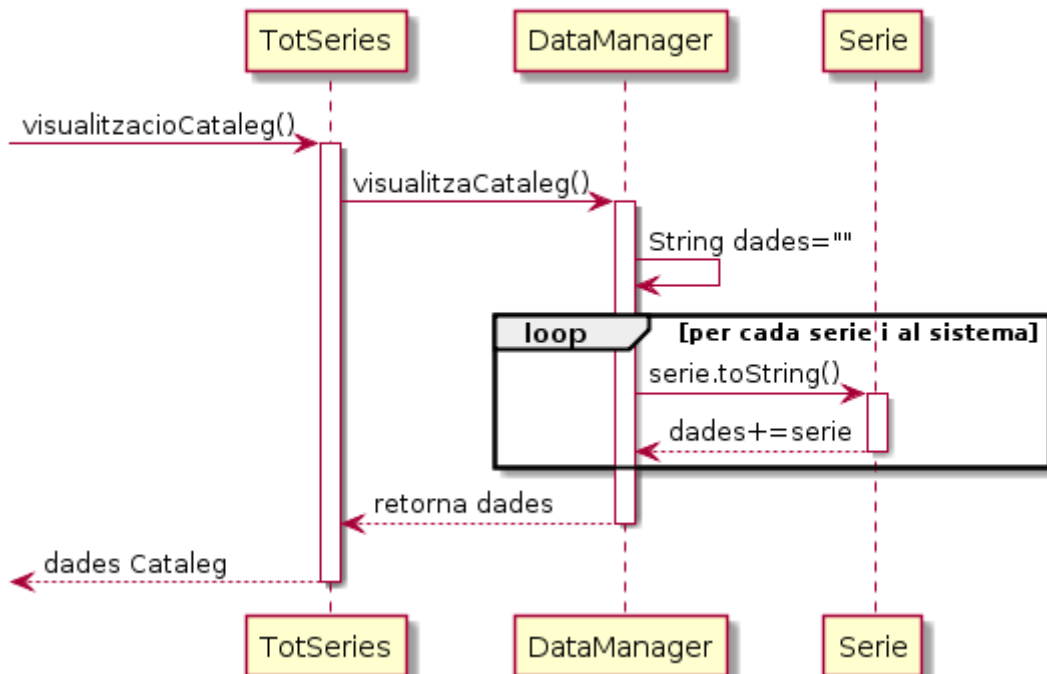 TotSeries DataManager Serie
visualitzacioCataleg()
visualitzaCataleg()
String dades=""
loop [per cada serie i al sistema]
serie.toString()
dades+=serie
retorna dades
dades Cataleg
TotSeries DataManager Serie